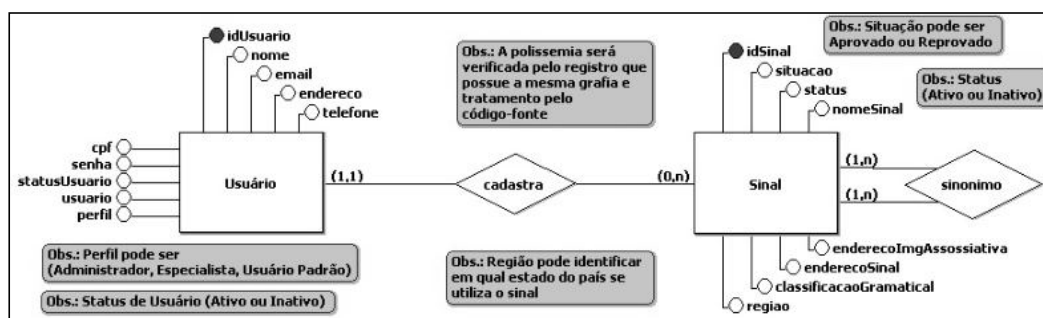 idUsuario
nome
email
endereco
telefone
cpf
senha
statusUsuario
usuario
perfil
Usuário
(1,1)
Obs.: Perfil pode ser
(Administrador, Especialista, Usuário Padrão)
Obs.: Status de Usuário (Ativo ou Inativo)
Obs.: A polissemia será
verificada pelo registro que
possue a mesma grafia e
tratamento pelo
código-fonte
cadastra
(0,n)
Obs.: Região pode identificar
em qual estado do país se
utiliza o sinal
Obs.: Situação pode ser
Aprovado ou Reprovado
idSinal
situacao
status
nomeSinal
Obs.: Status
(Ativo ou Inativo)
Sinal
(1,n)
(1,n)
sinonimo
enderecoImgAssossiativa
enderecoSinal
classificacaoGramatical
regiao